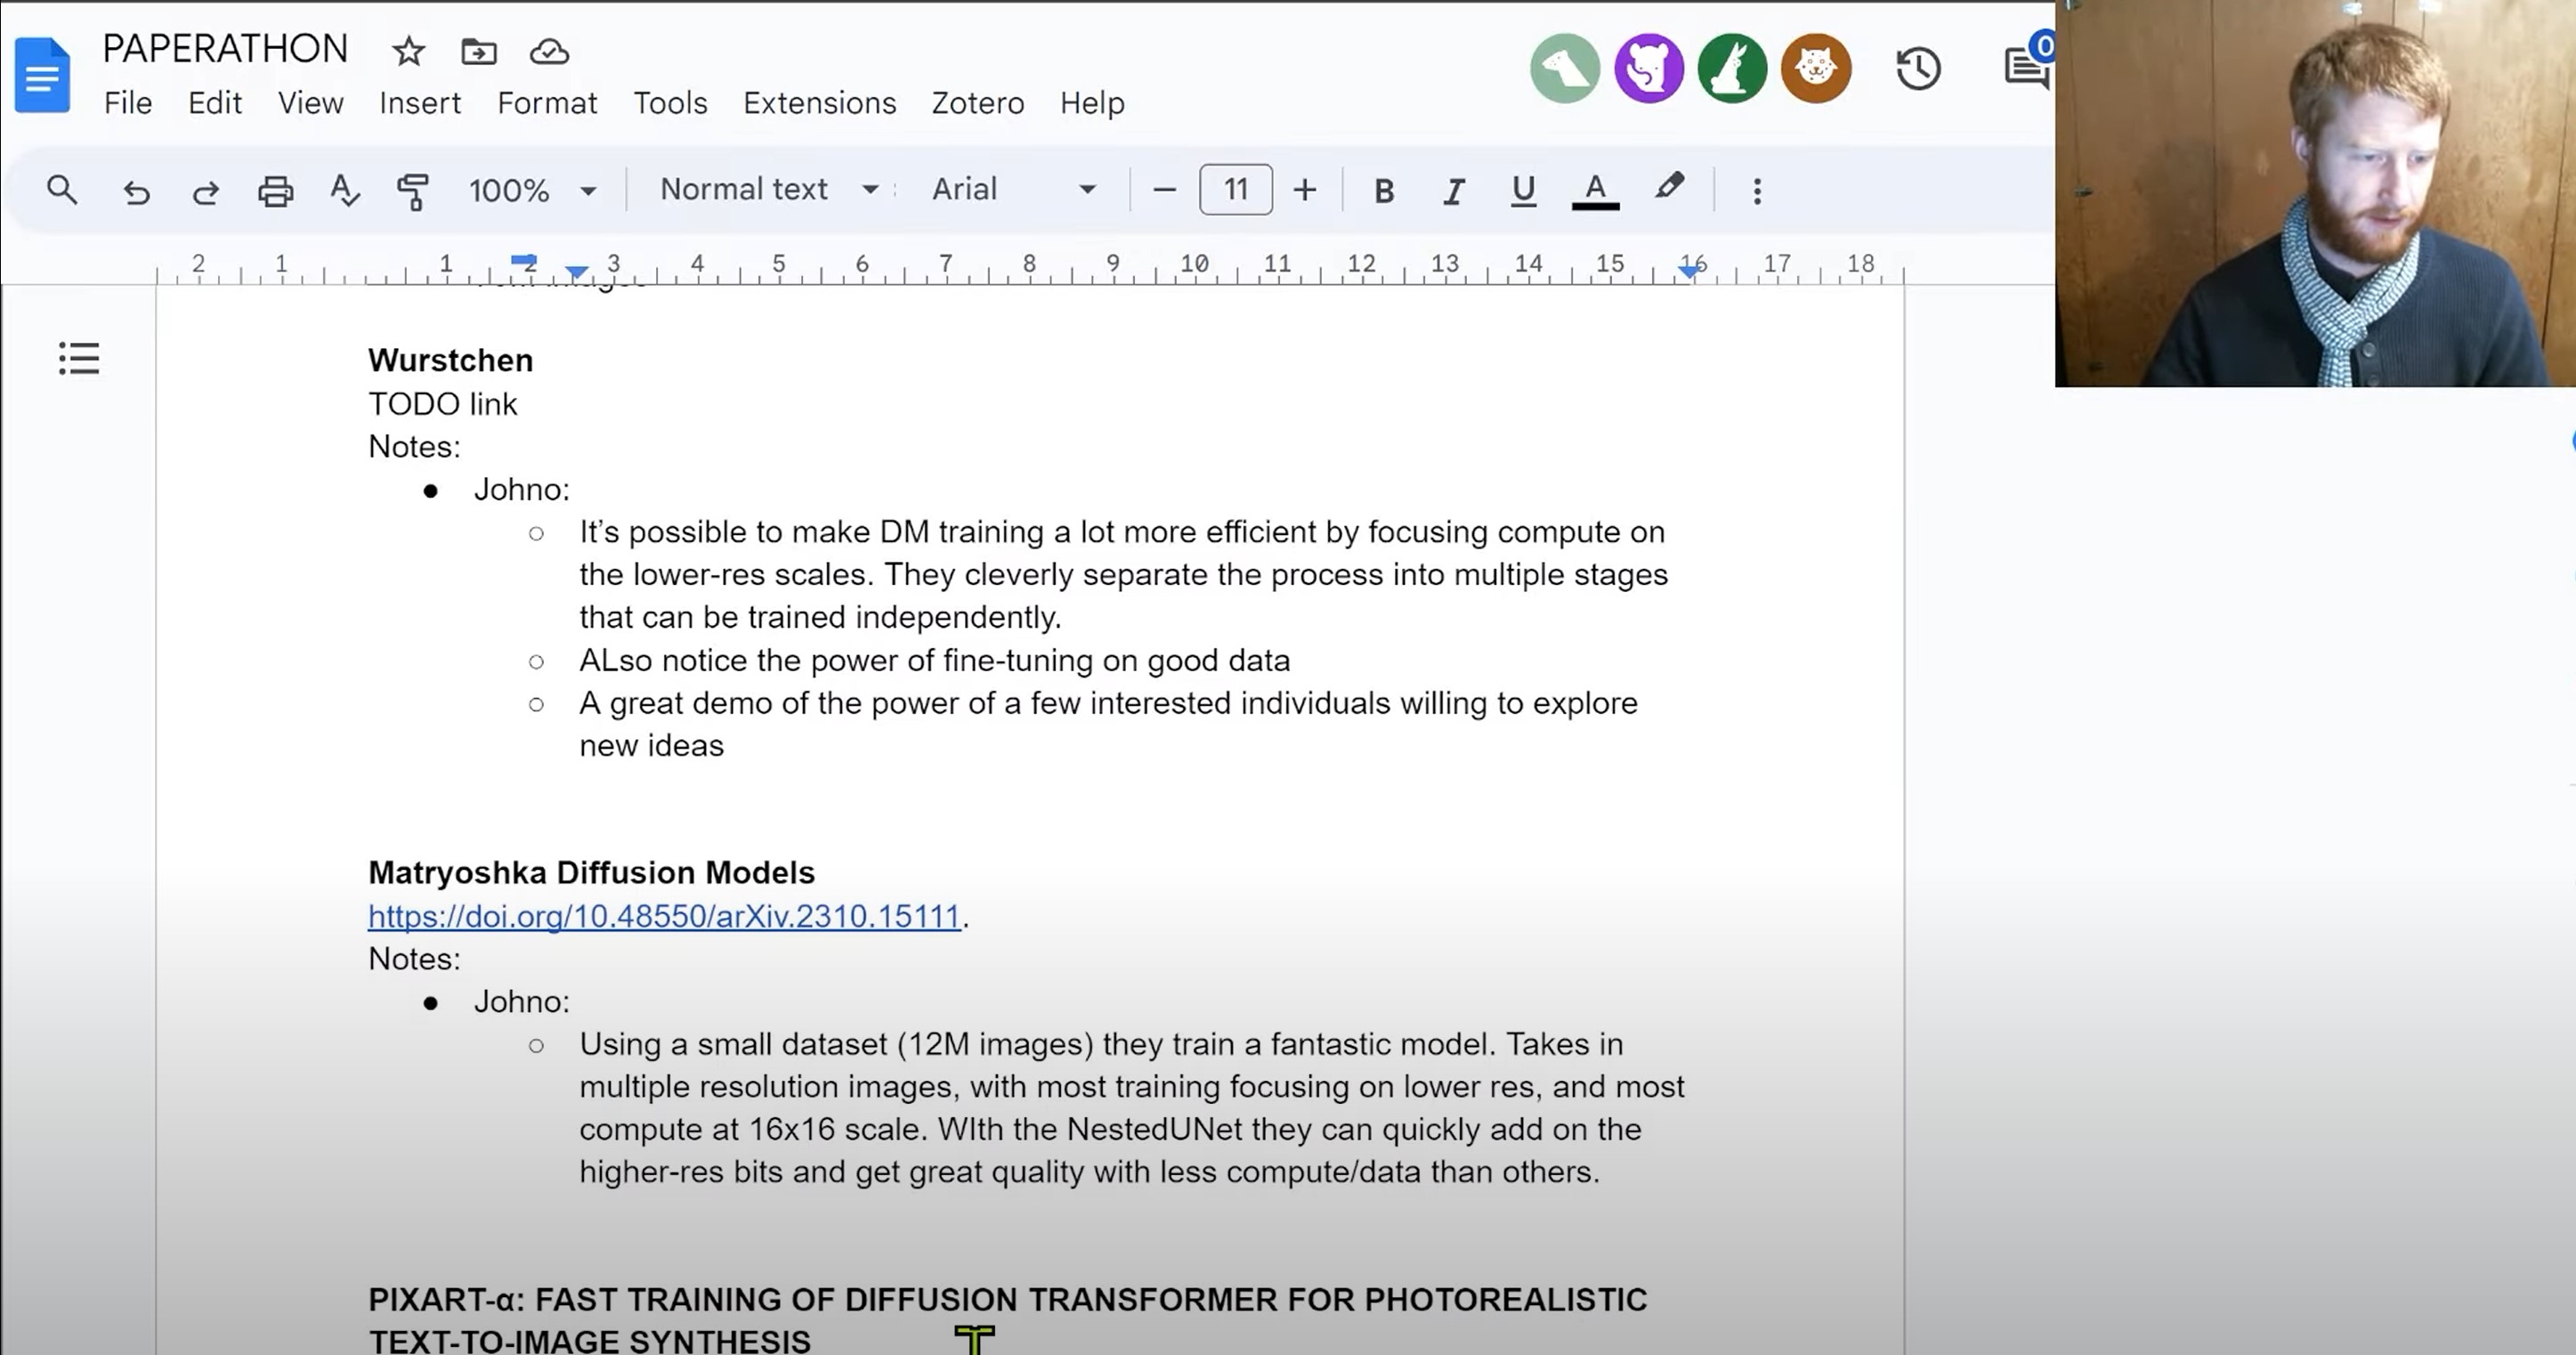 PAPERATHON
File Edit View Insert Format Tools Extensions Zotero Help
0
100% Normal text Arial 11 B I U A
2 1 1 2 3 4 5 6 7 8 9 10 11 12 13 14 15 16 17 18
Wurstchen
TODO link
Notes:
● Johno:
○ It’s possible to make DM training a lot more efficient by focusing compute on
the lower-res scales. They cleverly separate the process into multiple stages
that can be trained independently.
○ ALso notice the power of fine-tuning on good data
○ A great demo of the power of a few interested individuals willing to explore
new ideas
Matryoshka Diffusion Models
https://doi.org/10.48550/arXiv.2310.15111.
Notes:
● Johno:
○ Using a small dataset (12M images) they train a fantastic model. Takes in
multiple resolution images, with most training focusing on lower res, and most
compute at 16x16 scale. WIth the NestedUNet they can quickly add on the
higher-res bits and get great quality with less compute/data than others.
PIXART-α: FAST TRAINING OF DIFFUSION TRANSFORMER FOR PHOTOREALISTIC
TEXT-TO-IMAGE SYNTHESIS